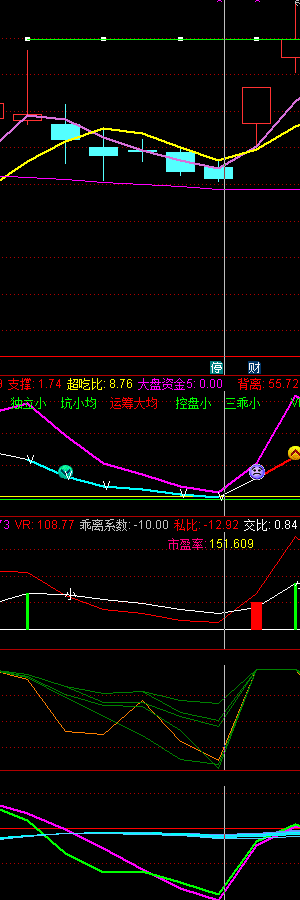 停 财
支撑: 1.74 超吃比: 8.76 大盘资金5: 0.00 背离: 55.72
独立小 坑小均 运筹大均 控盘小 三乖小
VR: 108.77 乖离系数: -10.00 私比: -12.92 交比: 0.84
市盈率: 151.609
小